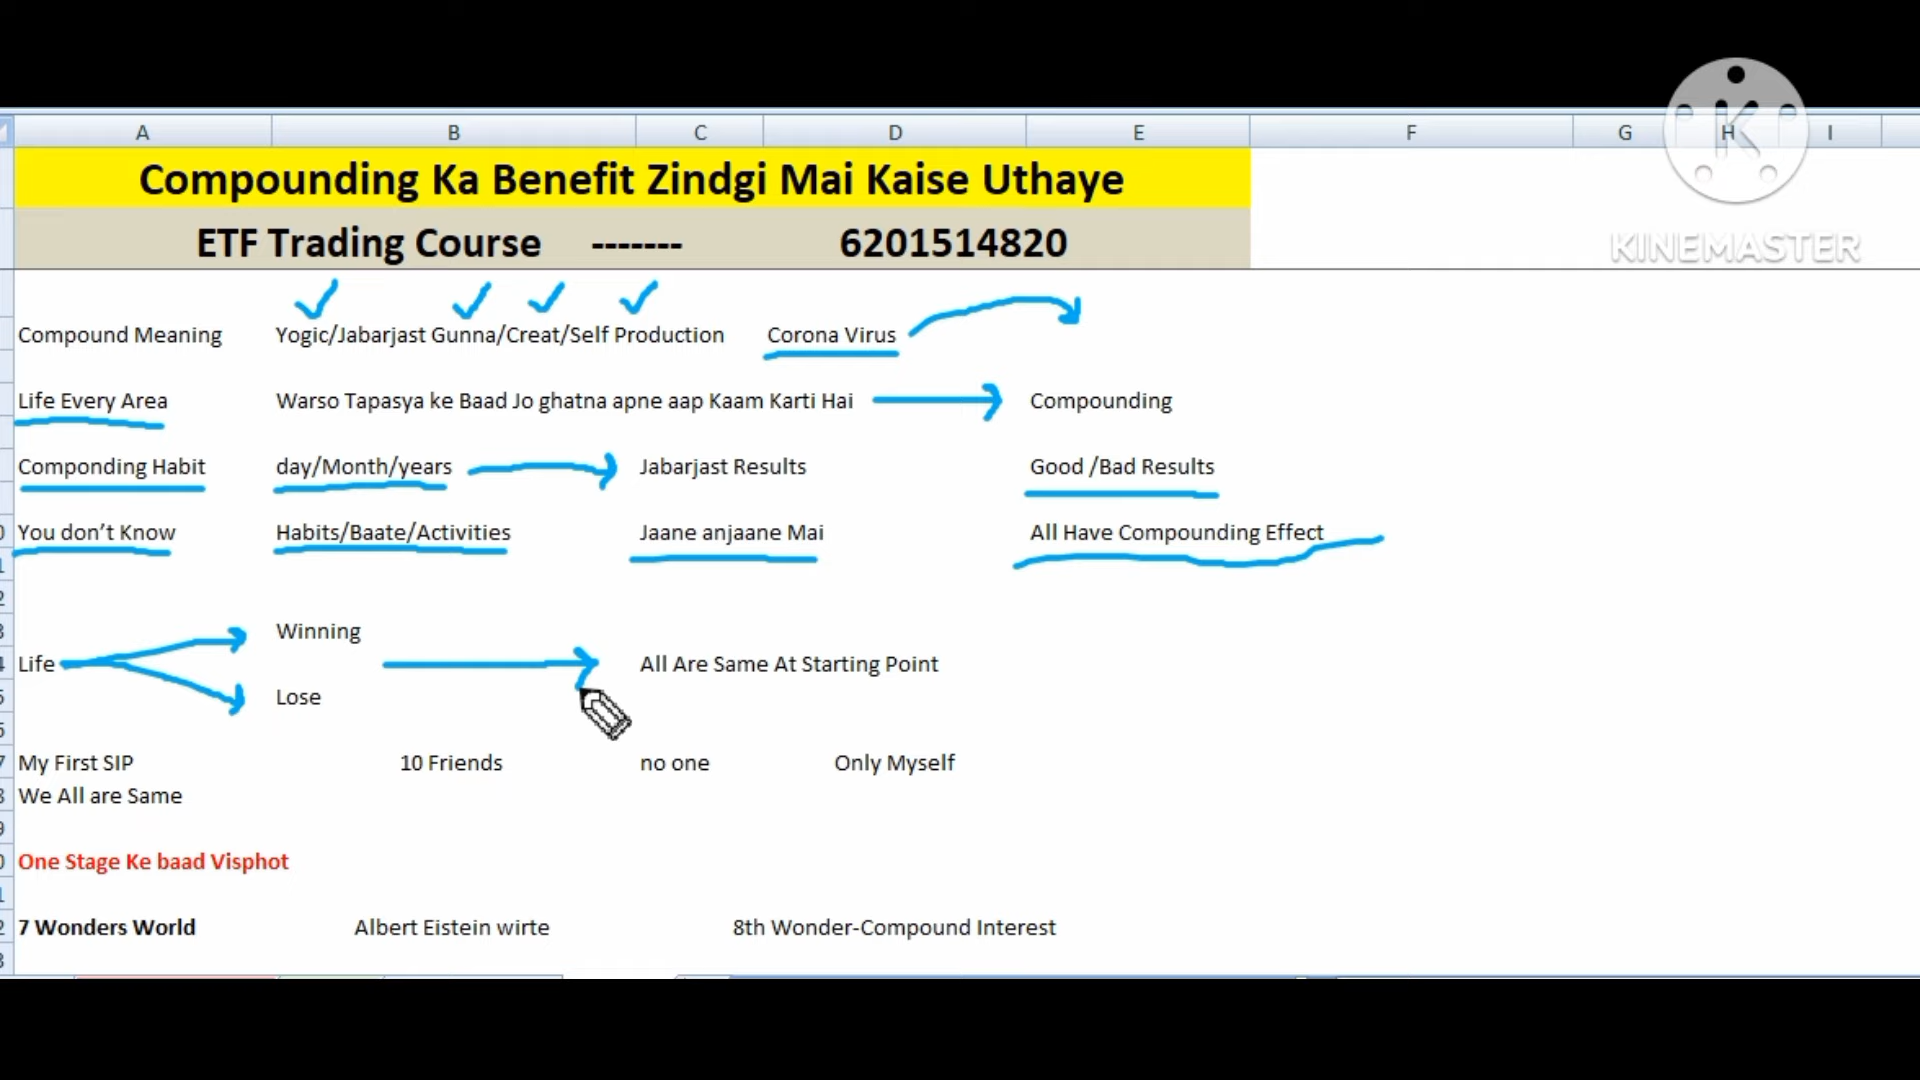 KINEMASTER
A B C D E F G H I
Compounding Ka Benefit Zindgi Mai Kaise Uthaye
ETF Trading Course ------- 6201514820
Compound Meaning Yogic/Jabarjast Gunna/Creat/Self Production Corona Virus
Life Every Area Warso Tapasya ke Baad Jo ghatna apne aap Kaam Karti Hai Compounding
Componding Habit day/Month/years Jabarjast Results Good /Bad Results
You don’t Know Habits/Baate/Activities Jaane anjaane Mai All Have Compounding Effect
Winning
Life All Are Same At Starting Point
Lose
My First SIP 10 Friends no one Only Myself
We All are Same
One Stage Ke baad Visphot
7 Wonders World Albert Eistein wirte 8th Wonder-Compound Interest